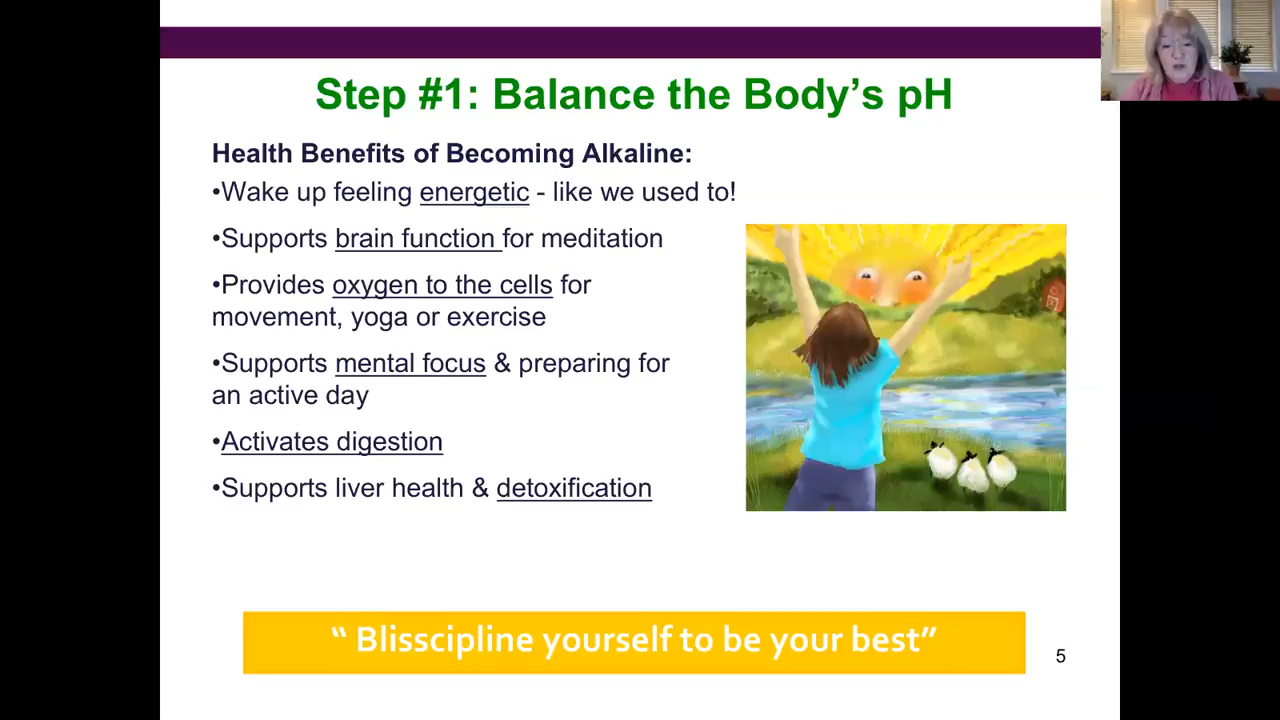 Step #1: Balance the Body’s pH
Health Benefits of Becoming Alkaline:
•Wake up feeling energetic - like we used to!
•Supports brain function for meditation
•Provides oxygen to the cells for
movement, yoga or exercise
•Supports mental focus & preparing for
an active day
•Activates digestion
•Supports liver health & detoxification
“ Blisscipline yourself to be your best”
5